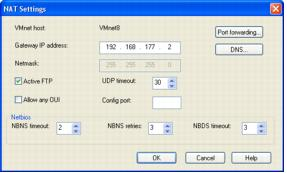 NAT Settings
VMnet host: VMnet8
Port forwarding...
Gateway IP address: 192 . 168 . 177 . 2
DNS...
Netmask: 255 255 255 0
Active FTP
UDP timeout: 30
Allow any OUI
Config port:
Netbios
NBNS timeout: 2 NBNS retries: 3 NBDS timeout: 3
OK Cancel Help